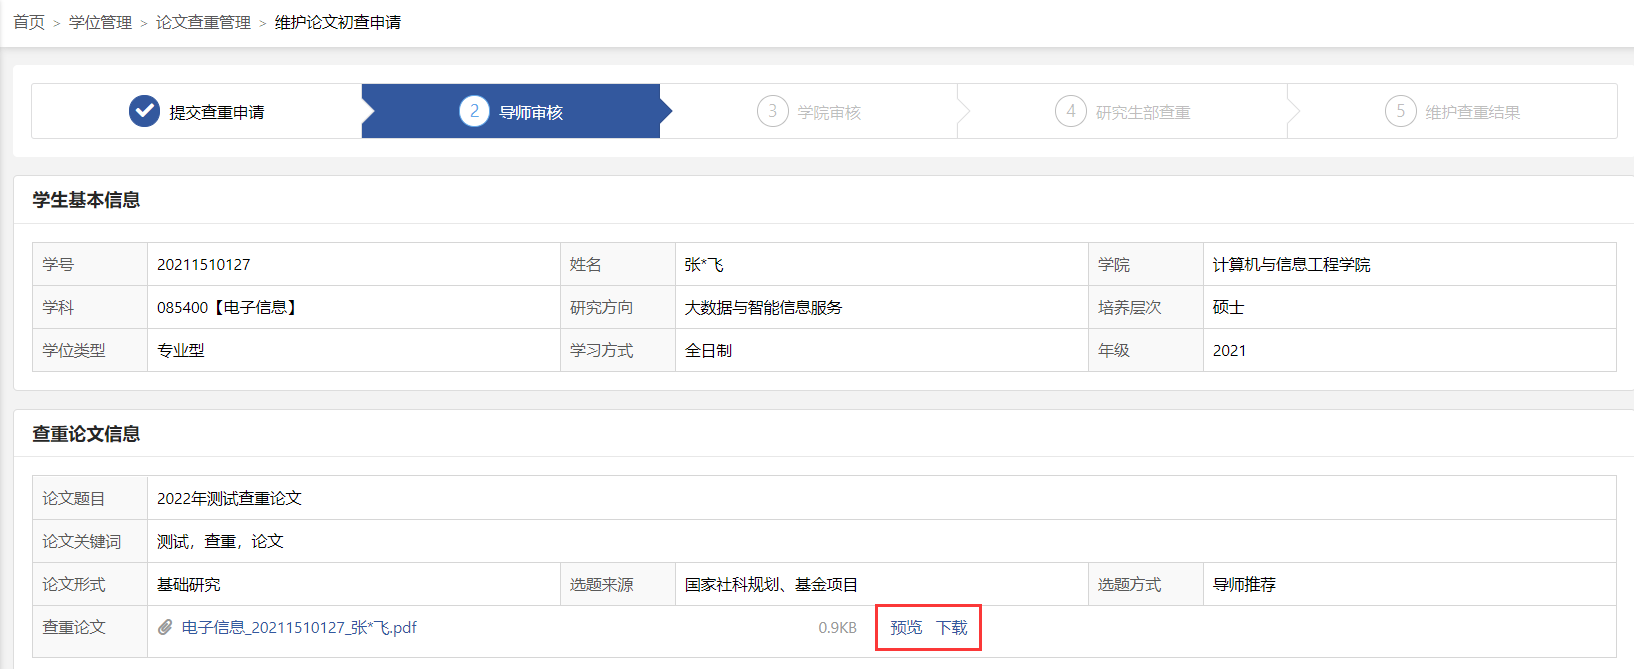 首页 > 学位管理 > 论文查重管理 > 维护论文初查申请
提交查重申请 2 导师审核 3 学院审核 4 研究生部查重 5 维护查重结果
学生基本信息
学号 20211510127 姓名 张*飞 学院 计算机与信息工程学院
学科 085400【电子信息】 研究方向 大数据与智能信息服务 培养层次 硕士
学位类型 专业型 学习方式 全日制 年级 2021
查重论文信息
论文题目 2022年测试查重论文
论文关键词 测试，查重，论文
论文形式 基础研究 选题来源 国家社科规划、基金项目 选题方式 导师推荐
查重论文 电子信息_20211510127_张*飞.pdf 0.9KB 预览 下载